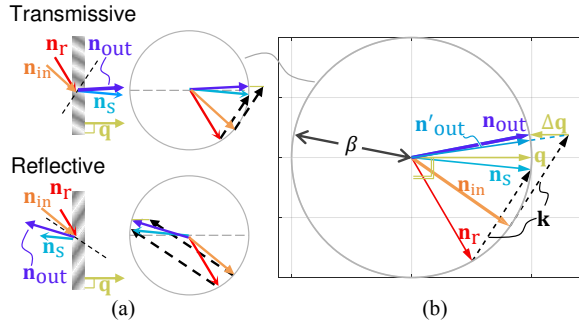 Transmissive
n_r
n_out
n_in
n_s
q
Reflective
n_r
n_in
n_s
n_out
q
(a)
β
n'_out
n_out
Δq
q
n_s
n_in
n_r
k
(b)